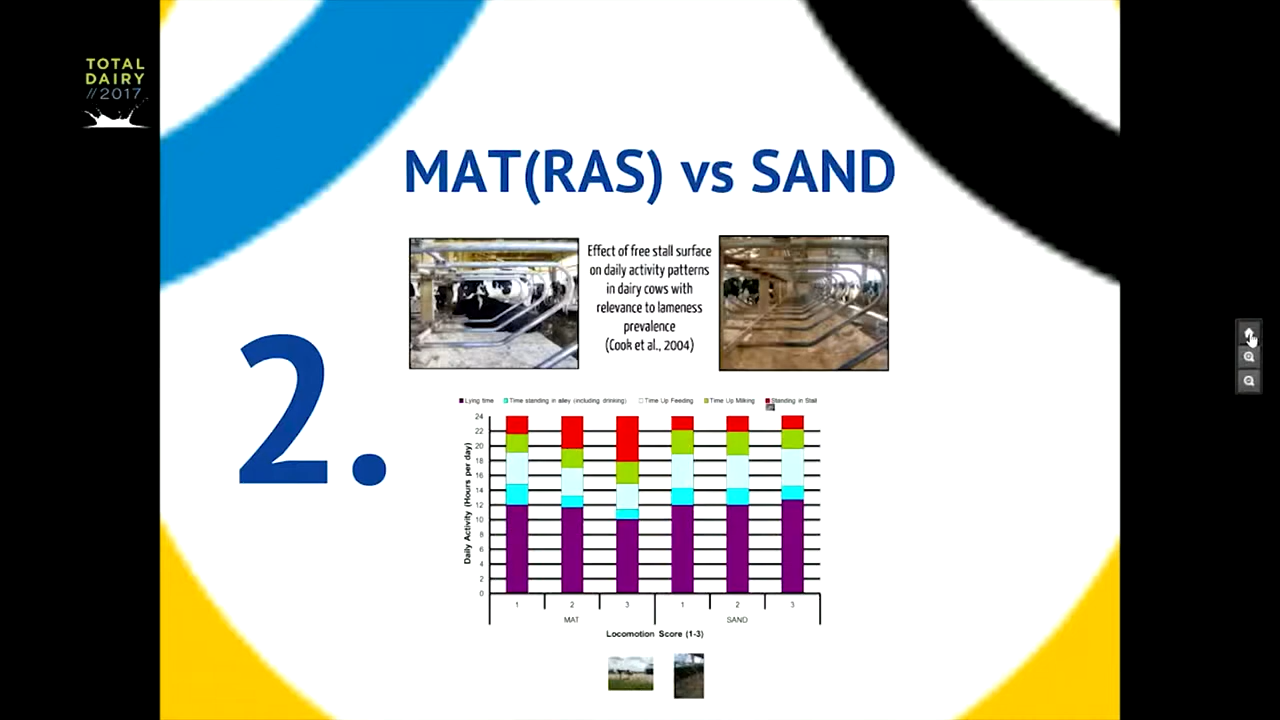 TOTAL
DAIRY
//2017
MAT(RAS) vs SAND
Effect of free stall surface
on daily activity patterns
in dairy cows with
relevance to lameness
prevalence
(Cook et al., 2004)
2.
Lying time
Time standing in alley (including drinking)
Time Up Feeding
Time Up Milking
Standing in Stall
Daily Activity (Hours per day)
24
22
20
18
16
14
12
10
8
6
4
2
0
1 2 3 1 2 3
MAT SAND
Locomotion Score (1-3)